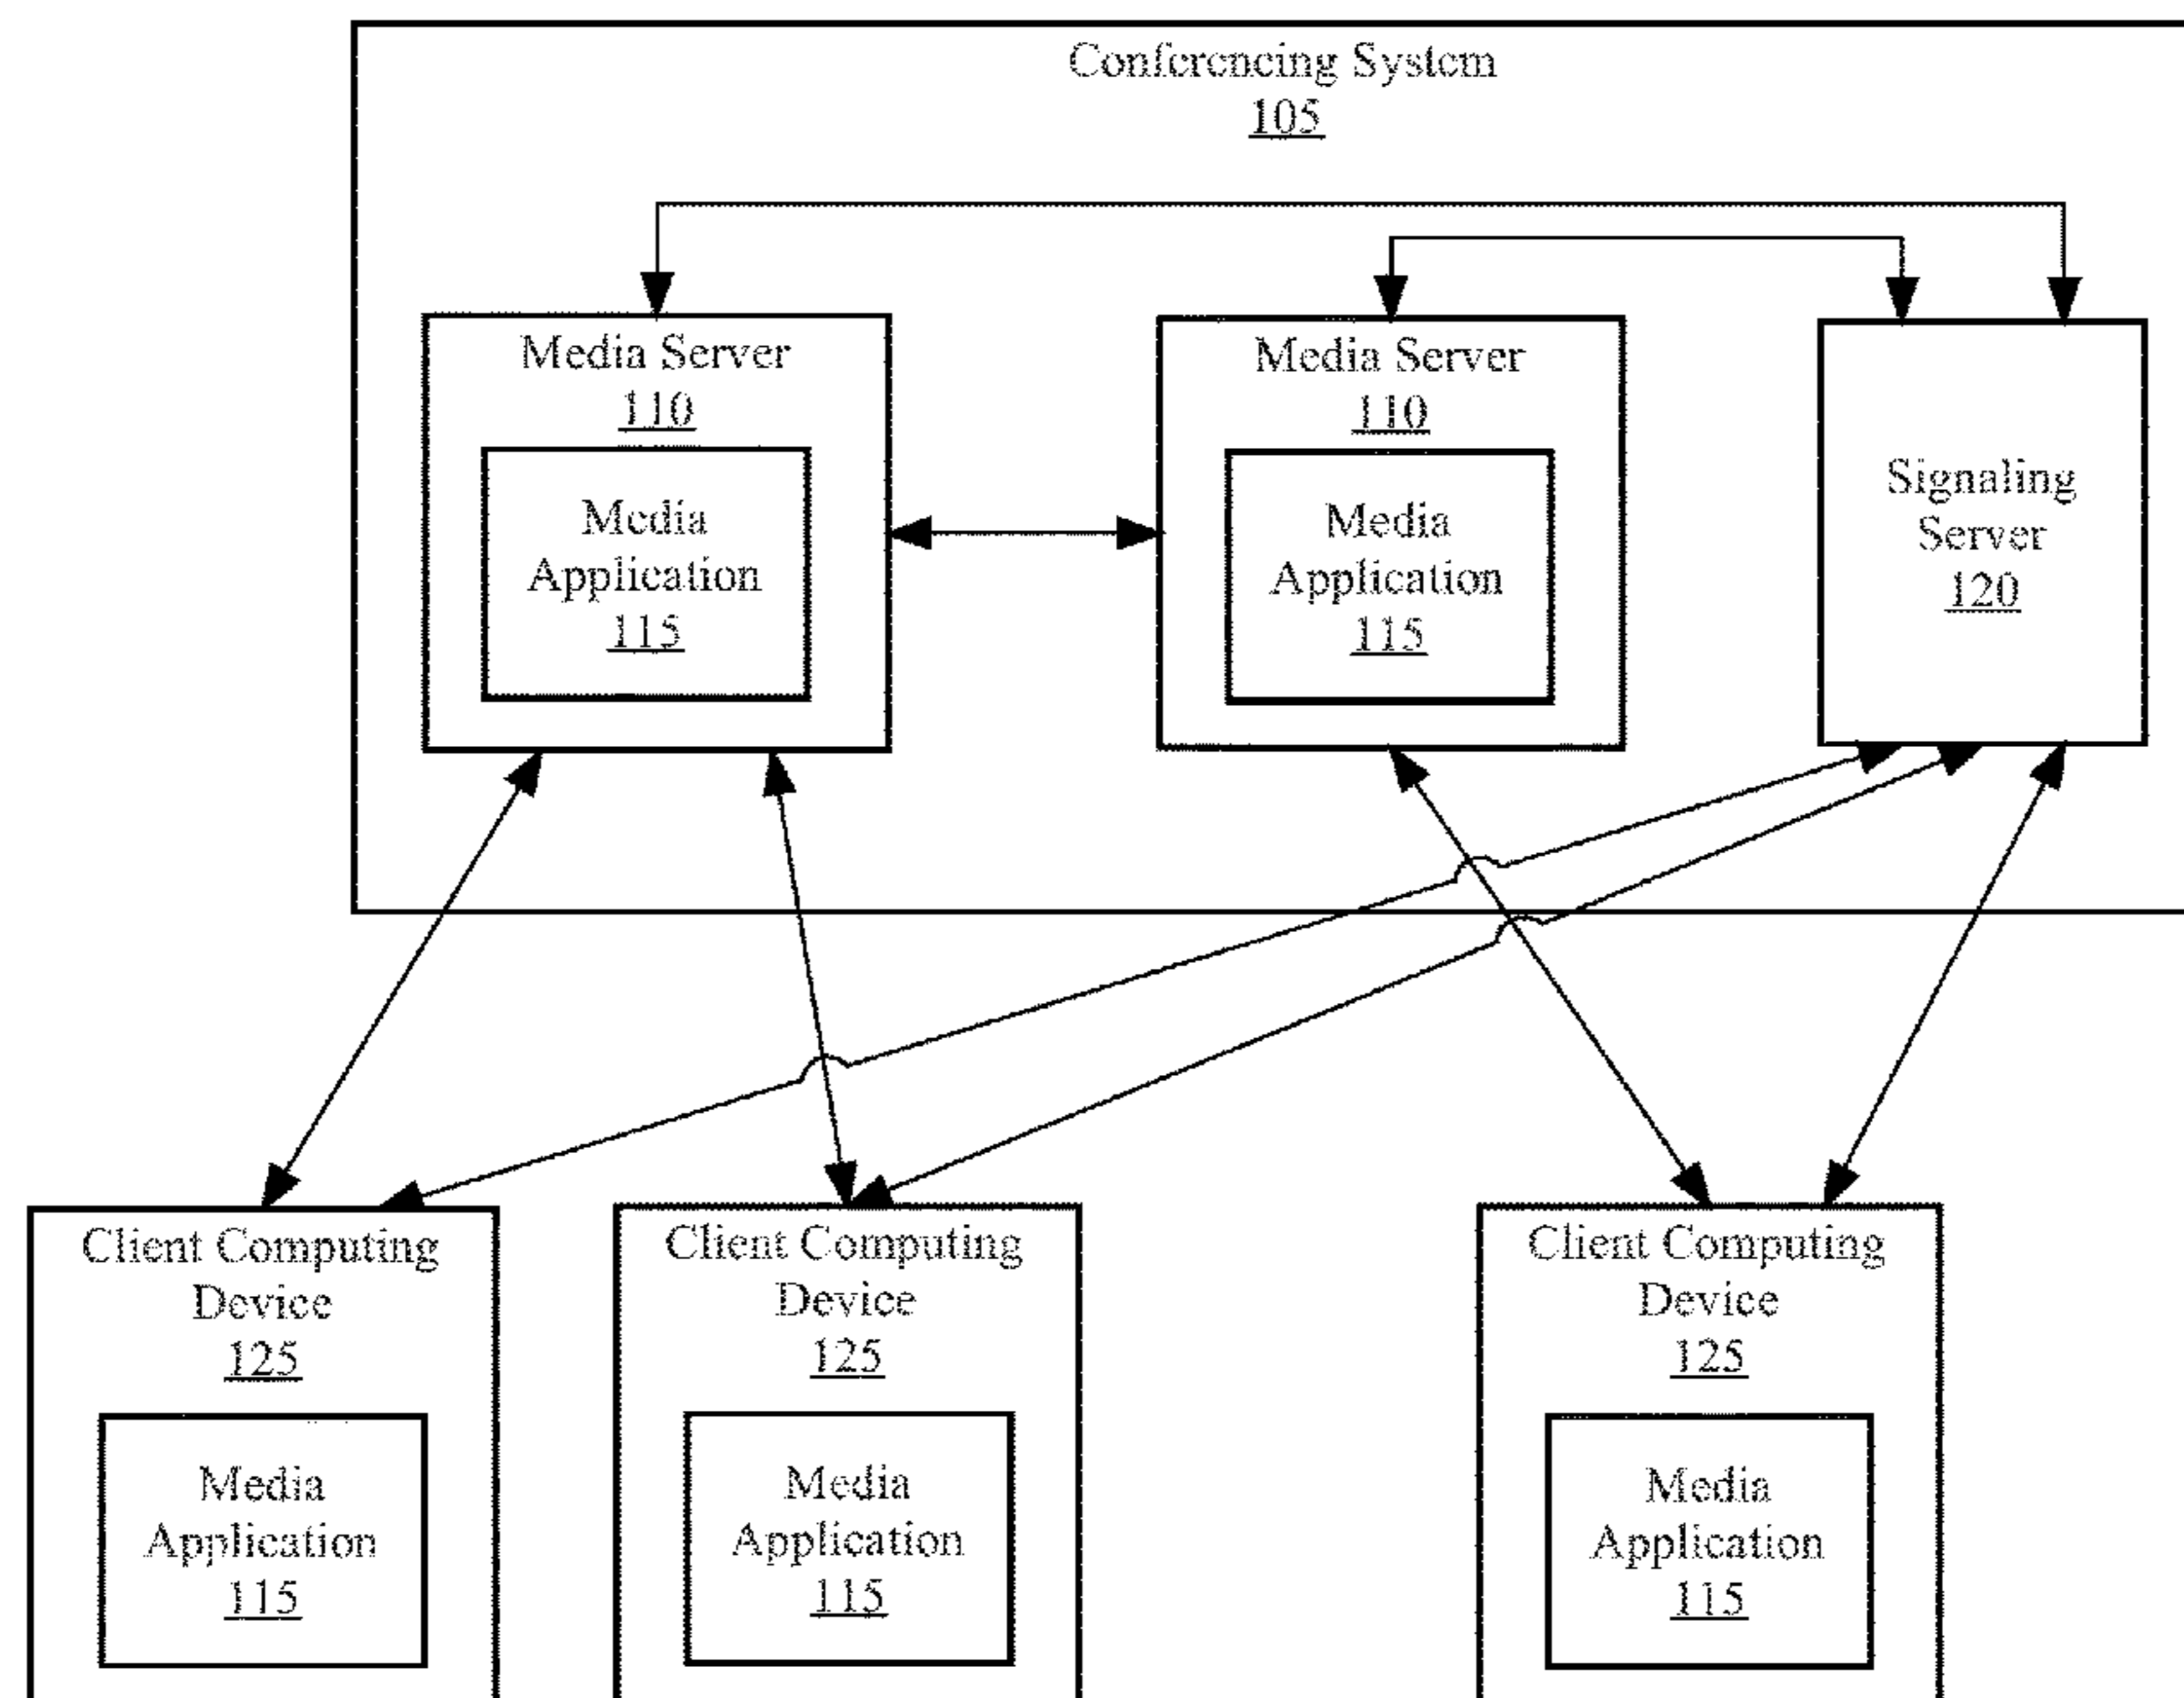 Conferencing System
105
Media Server
110
Media
Application
115
Media Server
110
Media
Application
115
Signaling
Server
120
Client Computing
Device
125
Media
Application
115
Client Computing
Device
125
Media
Application
115
Client Computing
Device
125
Media
Application
115